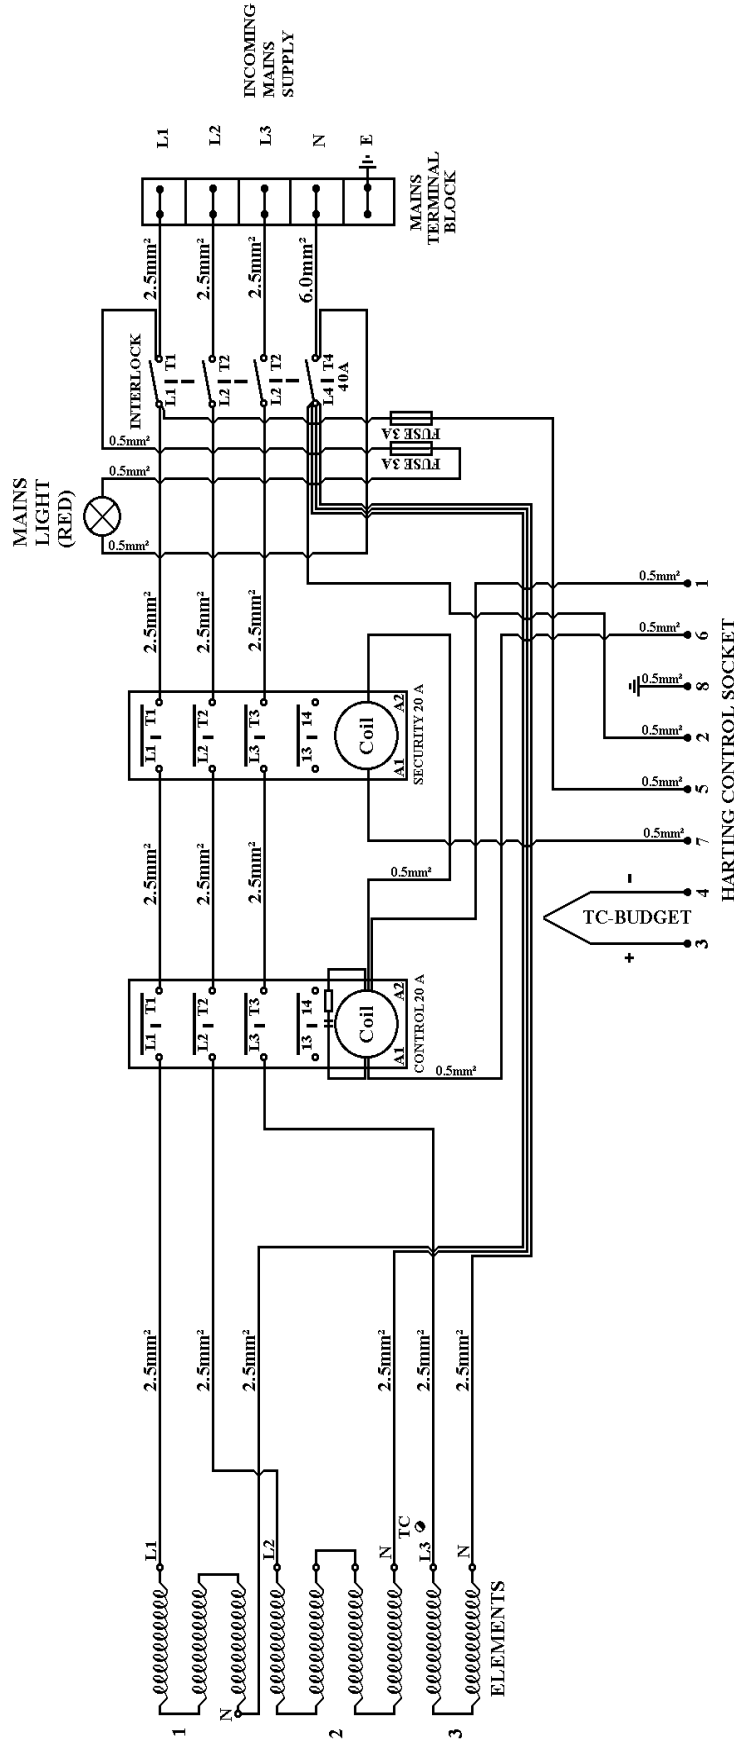 INCOMING
MAINS
SUPPLY
L1
L2
L3
N
E
MAINS
TERMINAL
BLOCK
2.5mm²
2.5mm²
2.5mm²
6.0mm²
INTERLOCK
L1 T1
L2 T2
L2 T2
L4 T4
40A
FUSE 3A
FUSE 3A
0.5mm²
0.5mm²
0.5mm²
MAINS
LIGHT
(RED)
2.5mm²
2.5mm²
2.5mm²
L1 T1
L2 T2
L3 T3
13 14
Coil
A1 A2
SECURITY 20 A
2.5mm²
2.5mm²
2.5mm²
0.5mm²
L1 T1
L2 T2
L3 T3
13 14
Coil
A1 A2
CONTROL 20 A
0.5mm²
0.5mm² 1
0.5mm² 6
0.5mm² 8
0.5mm² 2
0.5mm² 5
0.5mm² 7
- 4
TC-BUDGET
+ 3
HARTING CONTROL SOCKET
2.5mm²
2.5mm²
2.5mm²
2.5mm²
2.5mm²
2.5mm²
L1
N
L2
N
TC
L3
N
1
2
3
ELEMENTS